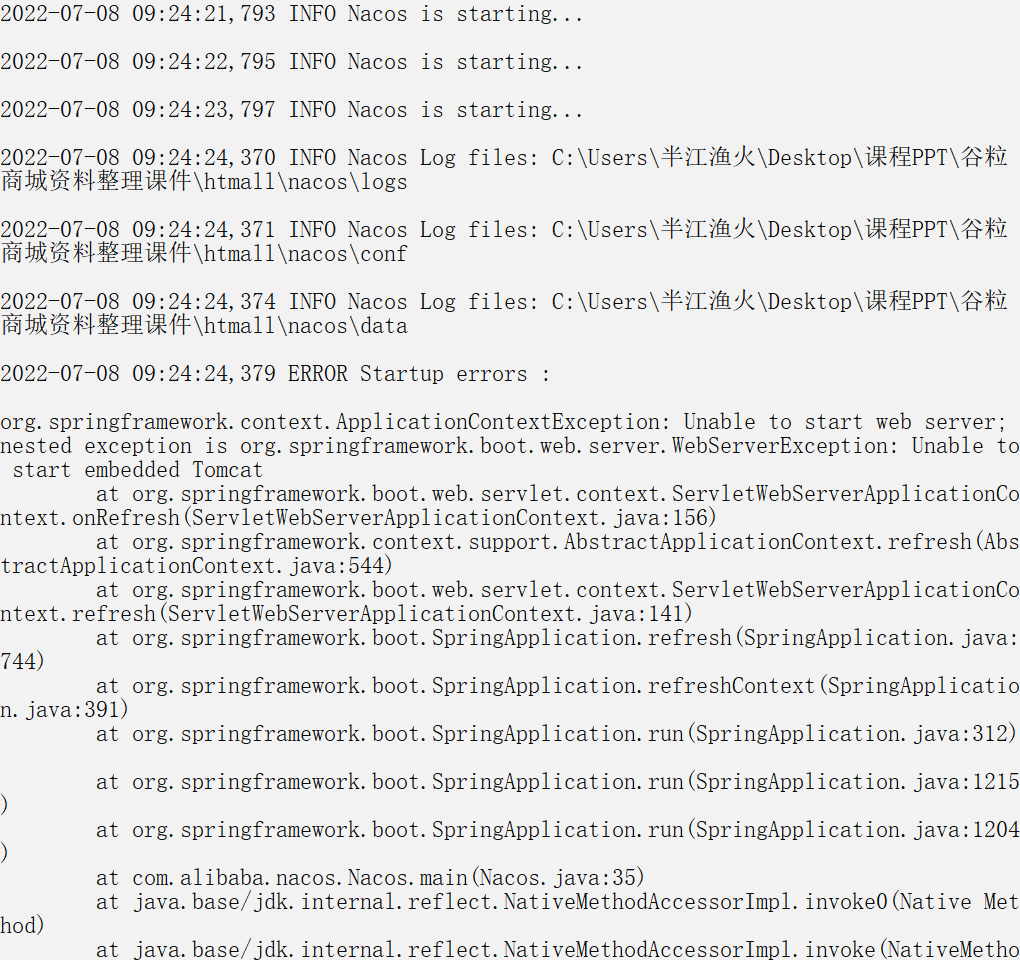 2022-07-08 09:24:21,793 INFO Nacos is starting...
2022-07-08 09:24:22,795 INFO Nacos is starting...
2022-07-08 09:24:23,797 INFO Nacos is starting...
2022-07-08 09:24:24,370 INFO Nacos Log files: C:\Users\半江渔火\Desktop\课程PPT\谷粒
商城资料整理课件\htmall\nacos\logs
2022-07-08 09:24:24,371 INFO Nacos Log files: C:\Users\半江渔火\Desktop\课程PPT\谷粒
商城资料整理课件\htmall\nacos\conf
2022-07-08 09:24:24,374 INFO Nacos Log files: C:\Users\半江渔火\Desktop\课程PPT\谷粒
商城资料整理课件\htmall\nacos\data
2022-07-08 09:24:24,379 ERROR Startup errors :
org.springframework.context.ApplicationContextException: Unable to start web server;
nested exception is org.springframework.boot.web.server.WebServerException: Unable to
start embedded Tomcat
at org.springframework.boot.web.servlet.context.ServletWebServerApplicationCo
ntext.onRefresh(ServletWebServerApplicationContext.java:156)
at org.springframework.context.support.AbstractApplicationContext.refresh(Abs
tractApplicationContext.java:544)
at org.springframework.boot.web.servlet.context.ServletWebServerApplicationCo
ntext.refresh(ServletWebServerApplicationContext.java:141)
at org.springframework.boot.SpringApplication.refresh(SpringApplication.java:
744)
at org.springframework.boot.SpringApplication.refreshContext(SpringApplicatio
n.java:391)
at org.springframework.boot.SpringApplication.run(SpringApplication.java:312)
at org.springframework.boot.SpringApplication.run(SpringApplication.java:1215
)
at org.springframework.boot.SpringApplication.run(SpringApplication.java:1204
)
at com.alibaba.nacos.Nacos.main(Nacos.java:35)
at java.base/jdk.internal.reflect.NativeMethodAccessorImpl.invoke0(Native Met
hod)
at java.base/jdk.internal.reflect.NativeMethodAccessorImpl.invoke(NativeMetho